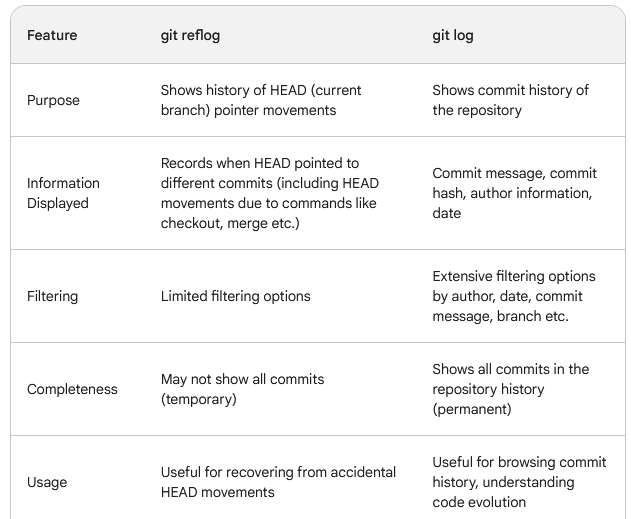 Feature git reflog git log
Purpose
Shows history of HEAD (current
branch) pointer movements
Shows commit history of
the repository
Information
Displayed
Records when HEAD pointed to
different commits (including HEAD
movements due to commands like
checkout, merge etc.)
Commit message, commit
hash, author information,
date
Filtering
Limited filtering options
Extensive filtering options
by author, date, commit
message, branch etc.
Completeness
May not show all commits
(temporary)
Shows all commits in the
repository history
(permanent)
Usage
Useful for recovering from accidental
HEAD movements
Useful for browsing commit
history, understanding
code evolution